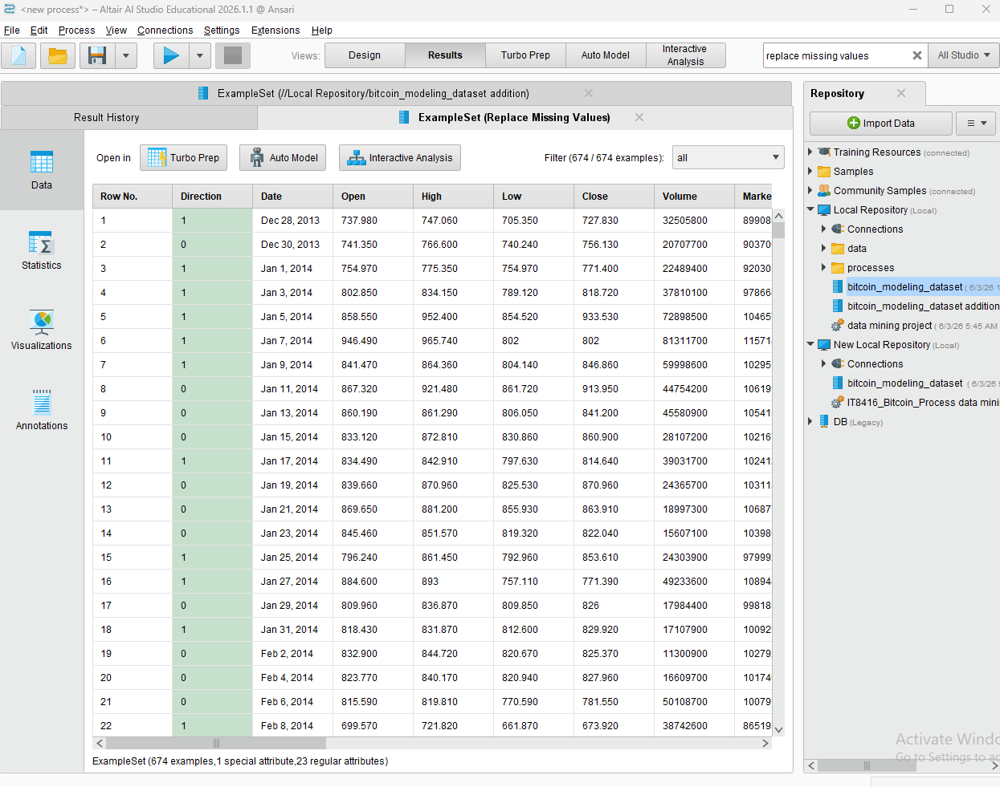 <new process*> – Altair AI Studio Educational 2026.1.1 @ Ansari
File Edit Process View Connections Settings Extensions Help
Views: Design Results Turbo Prep Auto Model Interactive Analysis replace missing values All Studio
ExampleSet (//Local Repository/bitcoin_modeling_dataset addition)
Result History ExampleSet (Replace Missing Values)
Open in Turbo Prep Auto Model Interactive Analysis Filter (674 / 674 examples): all
Data
Statistics
Visualizations
Annotations
Row No. Direction Date Open High Low Close Volume Marke
1 1 Dec 28, 2013 737.980 747.060 705.350 727.830 32505800 89908
2 0 Dec 30, 2013 741.350 766.600 740.240 756.130 20707700 90370
3 1 Jan 1, 2014 754.970 775.350 754.970 771.400 22489400 92030
4 1 Jan 3, 2014 802.850 834.150 789.120 818.720 37810100 97866
5 1 Jan 5, 2014 858.550 952.400 854.520 933.530 72898500 10465
6 1 Jan 7, 2014 946.490 965.740 802 802 81311700 11571
7 1 Jan 9, 2014 841.470 864.360 804.140 846.860 59998600 10295
8 0 Jan 11, 2014 867.320 921.480 861.720 913.950 44754200 10619
9 0 Jan 13, 2014 860.190 861.290 806.050 841.200 45580900 10541
10 0 Jan 15, 2014 833.120 872.810 830.860 860.900 28107200 10216
11 1 Jan 17, 2014 834.490 842.910 797.630 814.640 39031700 10241
12 0 Jan 19, 2014 839.660 870.960 825.530 870.960 24365700 10311
13 0 Jan 21, 2014 869.650 881.200 855.930 863.910 18997300 10687
14 0 Jan 23, 2014 845.460 851.570 819.320 822.040 15607100 10398
15 1 Jan 25, 2014 796.240 861.450 792.960 853.610 24303900 97999
16 1 Jan 27, 2014 884.600 893 757.110 771.390 49233600 10894
17 0 Jan 29, 2014 809.960 836.870 809.850 826 17984400 99818
18 1 Jan 31, 2014 818.430 831.870 812.600 829.920 17107900 10092
19 0 Feb 2, 2014 832.900 844.720 820.670 825.370 11300900 10279
20 0 Feb 4, 2014 823.770 840.170 820.940 827.960 16609700 10174
21 0 Feb 6, 2014 815.590 819.810 770.590 781.550 50108700 10079
22 1 Feb 8, 2014 699.570 721.820 661.870 673.920 38742600 86519
ExampleSet (674 examples,1 special attribute,23 regular attributes)
Repository
Import Data
Training Resources (connected)
Samples
Community Samples (connected)
Local Repository (Local)
Connections
data
processes
bitcoin_modeling_dataset ( 6/3/26 1
bitcoin_modeling_dataset addition
data mining project ( 6/3/26 5:45 AM
New Local Repository (Local)
Connections
bitcoin_modeling_dataset ( 6/3/26
IT8416_Bitcoin_Process data mini
DB (Legacy)
Activate Windo
Go to Settings to ac